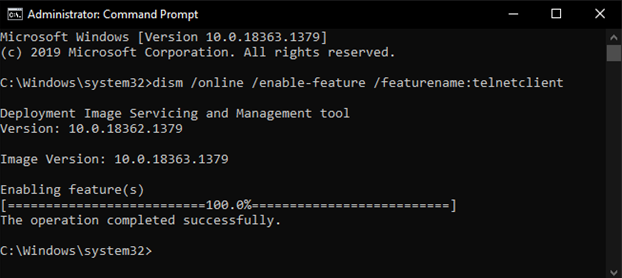 Administrator: Command Prompt
Microsoft Windows [Version 10.0.18363.1379]
(c) 2019 Microsoft Corporation. All rights reserved.
C:\Windows\system32>dism /online /enable-feature /featurename:telnetclient
Deployment Image Servicing and Management tool
Version: 10.0.18362.1379
Image Version: 10.0.18363.1379
Enabling feature(s)
[==========================100.0%==========================]
The operation completed successfully.
C:\Windows\system32>